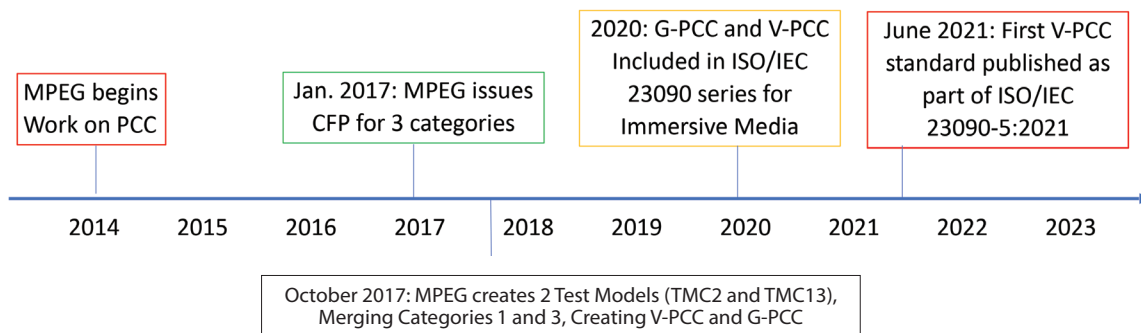 MPEG begins
Work on PCC
Jan. 2017: MPEG issues
CFP for 3 categories
2020: G-PCC and V-PCC
Included in ISO/IEC
23090 series for
Immersive Media
June 2021: First V-PCC
standard published as
part of ISO/IEC
23090-5:2021
2014 2015 2016 2017 2018 2019 2020 2021 2022 2023
October 2017: MPEG creates 2 Test Models (TMC2 and TMC13),
Merging Categories 1 and 3, Creating V-PCC and G-PCC